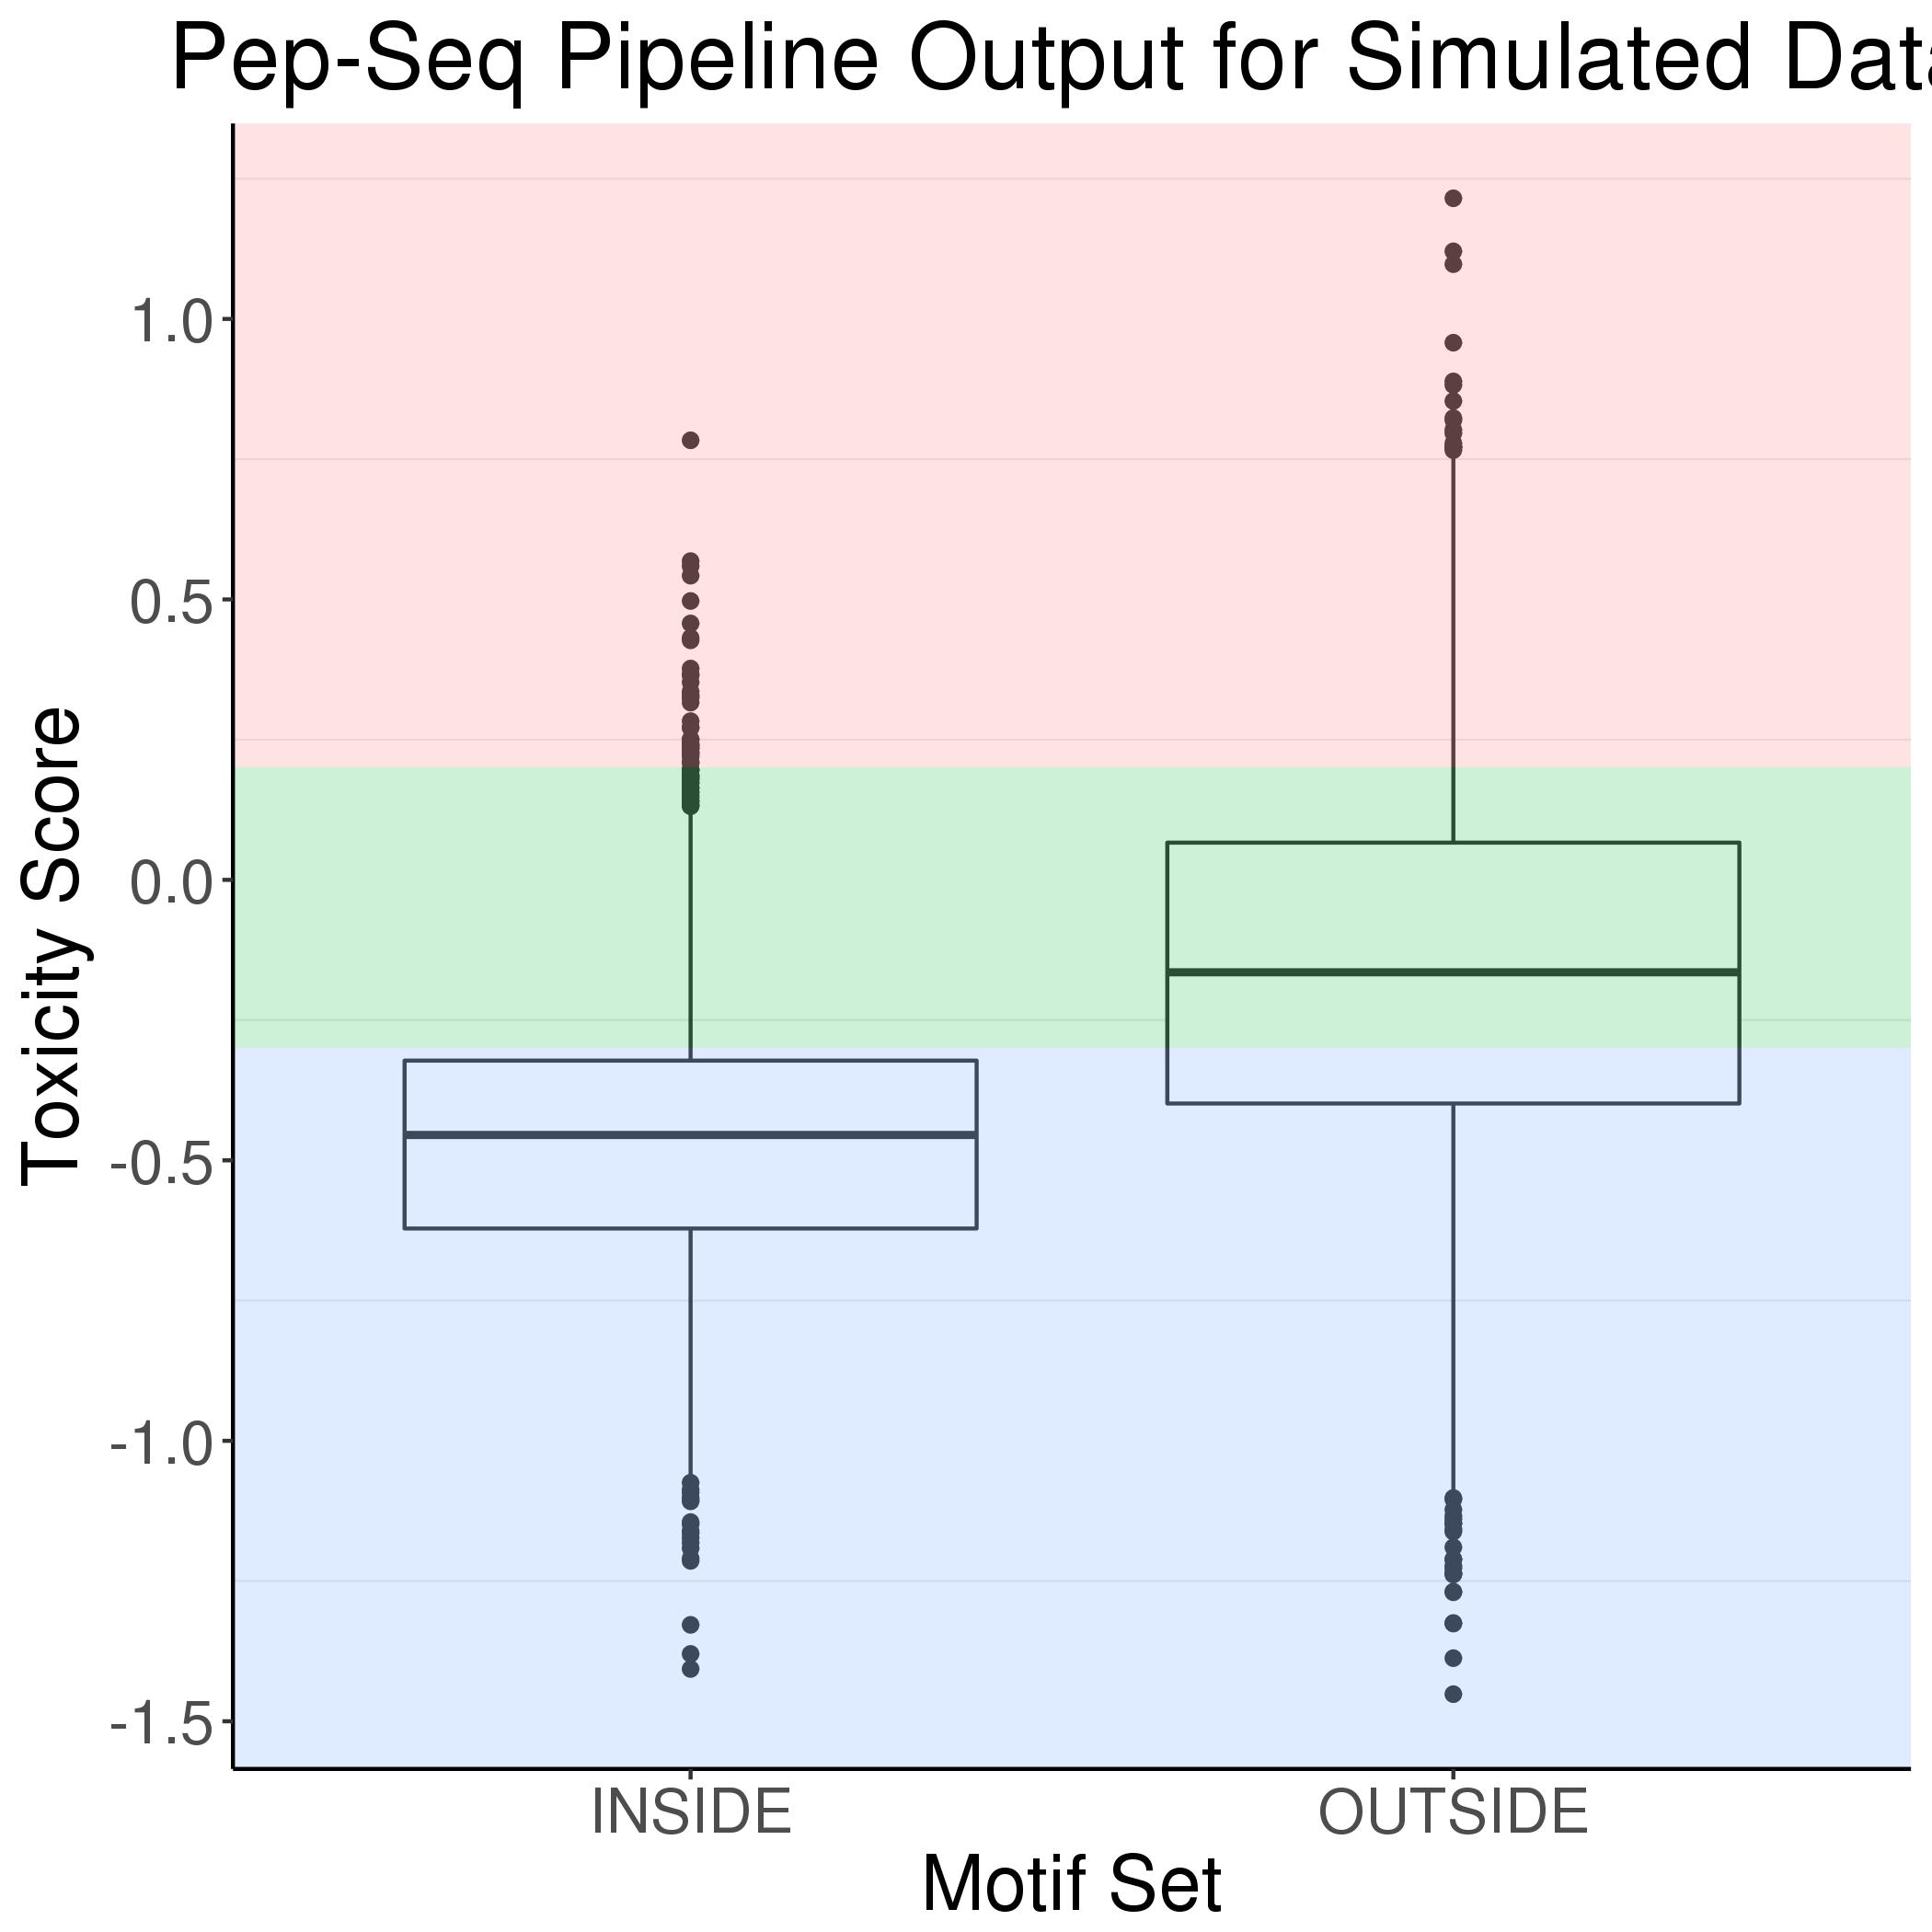 Pep-Seq Pipeline Output for Simulated Data
Toxicity Score
1.0
0.5
0.0
-0.5
-1.0
-1.5
INSIDE
OUTSIDE
Motif Set